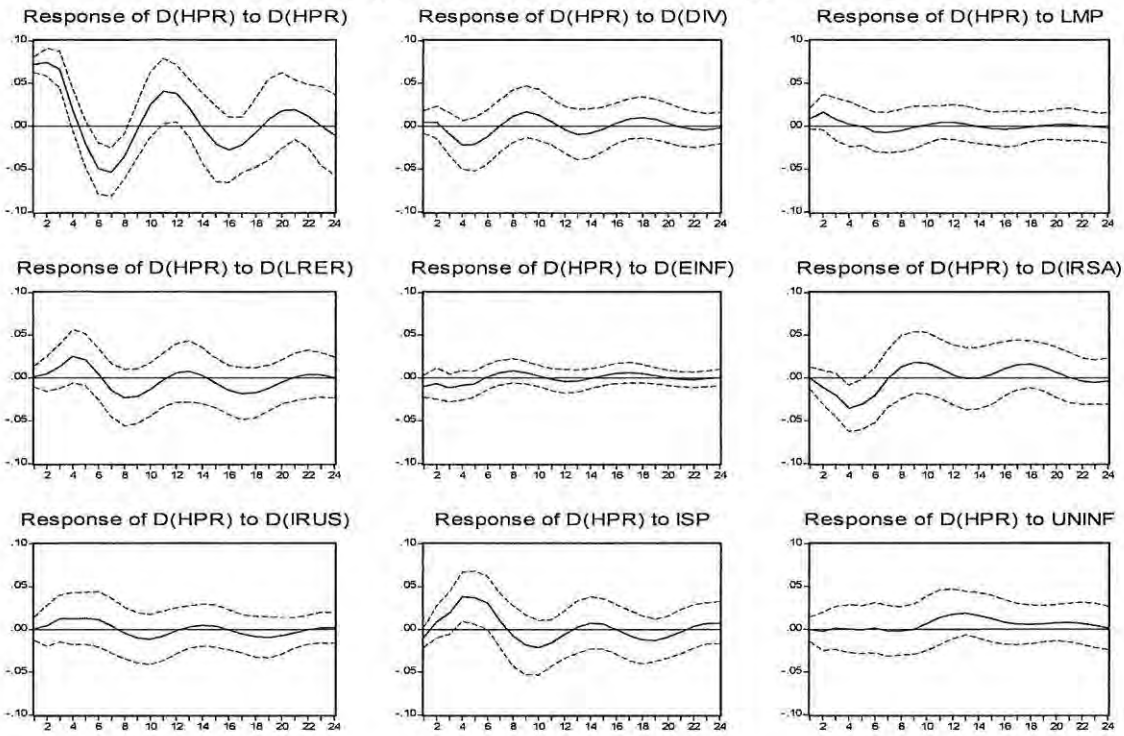 Response of D(HPR) to D(HPR)
.10
.05
.00
-.05
-.10
2 4 6 8 10 12 14 16 18 20 22 24
Response of D(HPR) to D(DIV)
.10
.05
.00
-.05
-.10
2 4 6 8 10 12 14 16 18 20 22 24
Response of D(HPR) to LMP
.10
.05
.00
-.05
-.10
2 4 6 8 10 12 14 16 18 20 22 24
Response of D(HPR) to D(LRER)
.10
.05
.00
-.05
-.10
2 4 6 8 10 12 14 16 18 20 22 24
Response of D(HPR) to D(EINF)
.10
.05
.00
-.05
-.10
2 4 6 8 10 12 14 16 18 20 22 24
Response of D(HPR) to D(IRSA)
.10
.05
.00
-.05
-.10
2 4 6 8 10 12 14 16 18 20 22 24
Response of D(HPR) to D(IRUS)
.10
.05
.00
-.05
-.10
2 4 6 8 10 12 14 16 18 20 22 24
Response of D(HPR) to ISP
.10
.05
.00
-.05
-.10
2 4 6 8 10 12 14 16 18 20 22 24
Response of D(HPR) to UNINF
.10
.05
.00
-.05
-.10
2 4 6 8 10 12 14 16 18 20 22 24